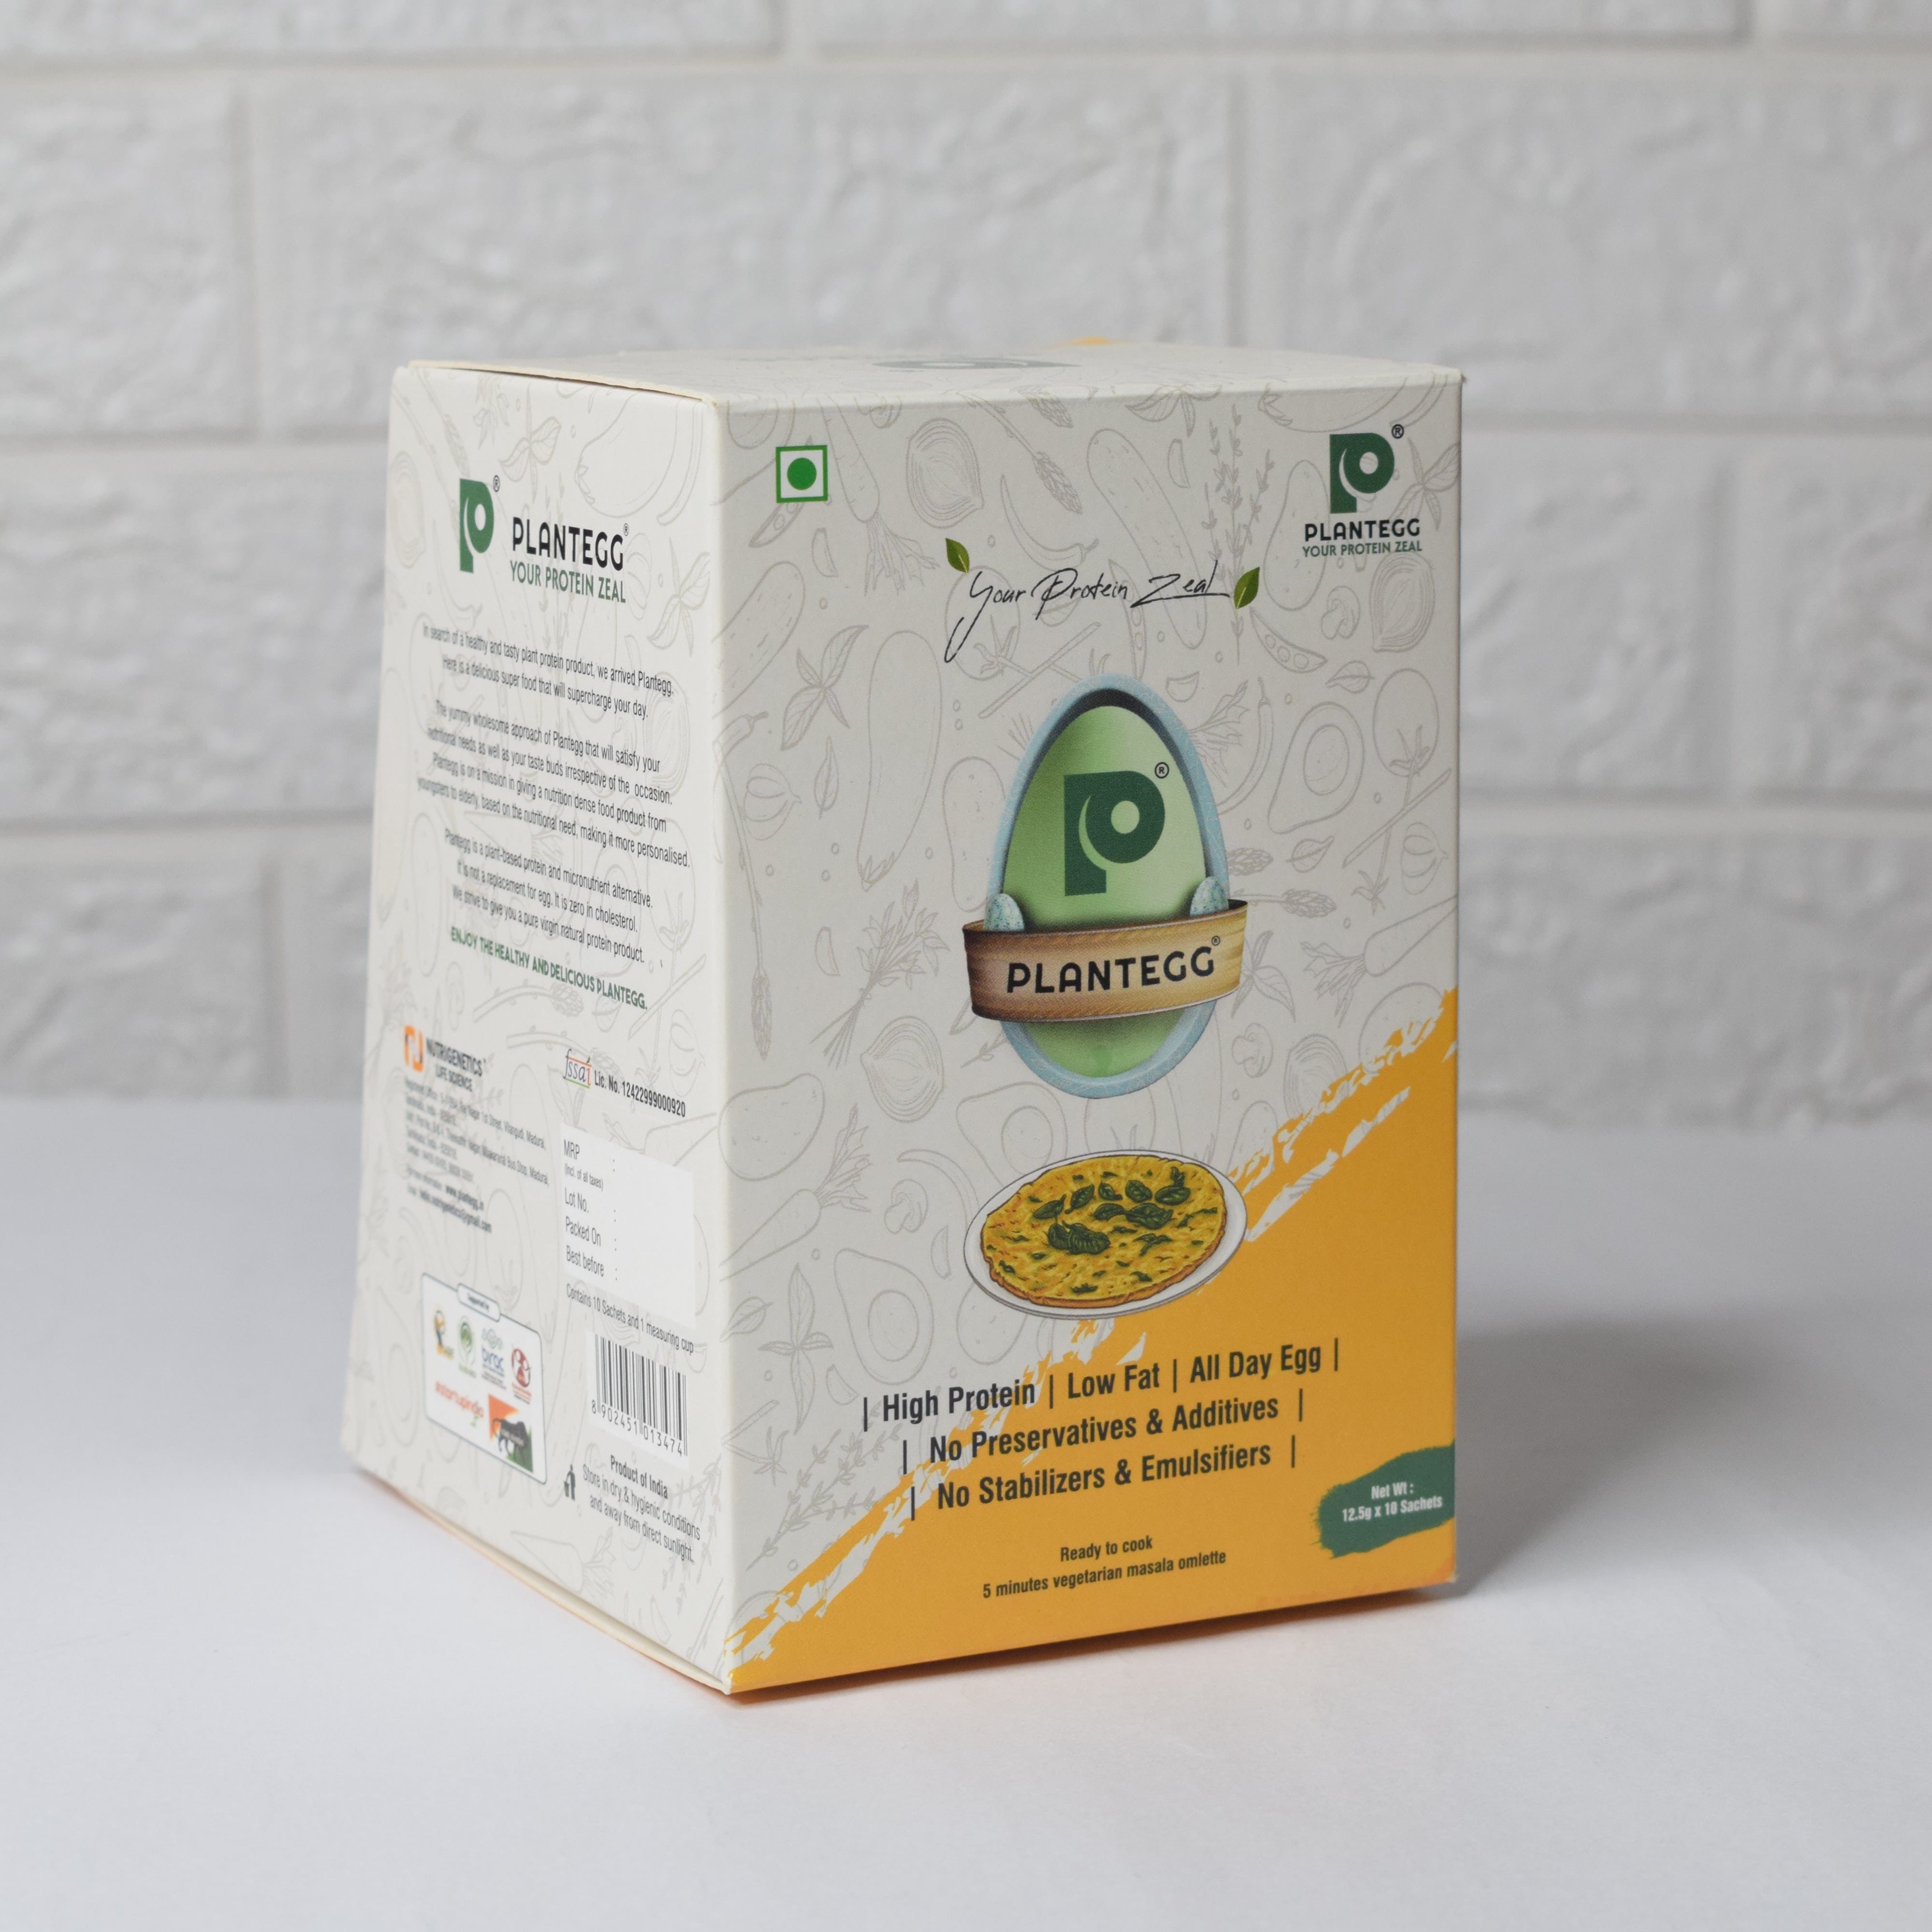 P®
PLANTEGG®
YOUR PROTEIN ZEAL
In search of a healthy and tasty plant protein product, we arrived Plantegg.
Here is a delicious super food that will supercharge your day.
The yummy wholesome approach of Plantegg that will satisfy your
nutritional needs as well as your taste buds irrespective of the occasion.
Plantegg is on a mission in giving a nutrition dense food product from
youngsters to elderly, based on the nutritional need, making it more personalised.
Plantegg is a plant-based protein and micronutrient alternative.
It is not a replacement for egg. It is zero in cholesterol.
We strive to give you a pure virgin natural protein product.
ENJOY THE HEALTHY AND DELICIOUS PLANTEGG.
NUTRIGENETICS
LIFE SCIENCE
fssai Lic. No. 12422999000920
MRP :
(incl. of all taxes)
Lot No. :
Packed On :
Best before :
Contains 10 Sachets and 1 measuring cup
Supported by
birac
#startupindia
8 902451 013474
Product of India
Store in dry & hygienic conditions
and away from direct sunlight.
P®
PLANTEGG
YOUR PROTEIN ZEAL
Your Protein Zeal
P®
PLANTEGG®
| High Protein | Low Fat | All Day Egg |
| No Preservatives & Additives |
| No Stabilizers & Emulsifiers |
Net Wt :
12.5g x 10 Sachets
Ready to cook
5 minutes vegetarian masala omlette